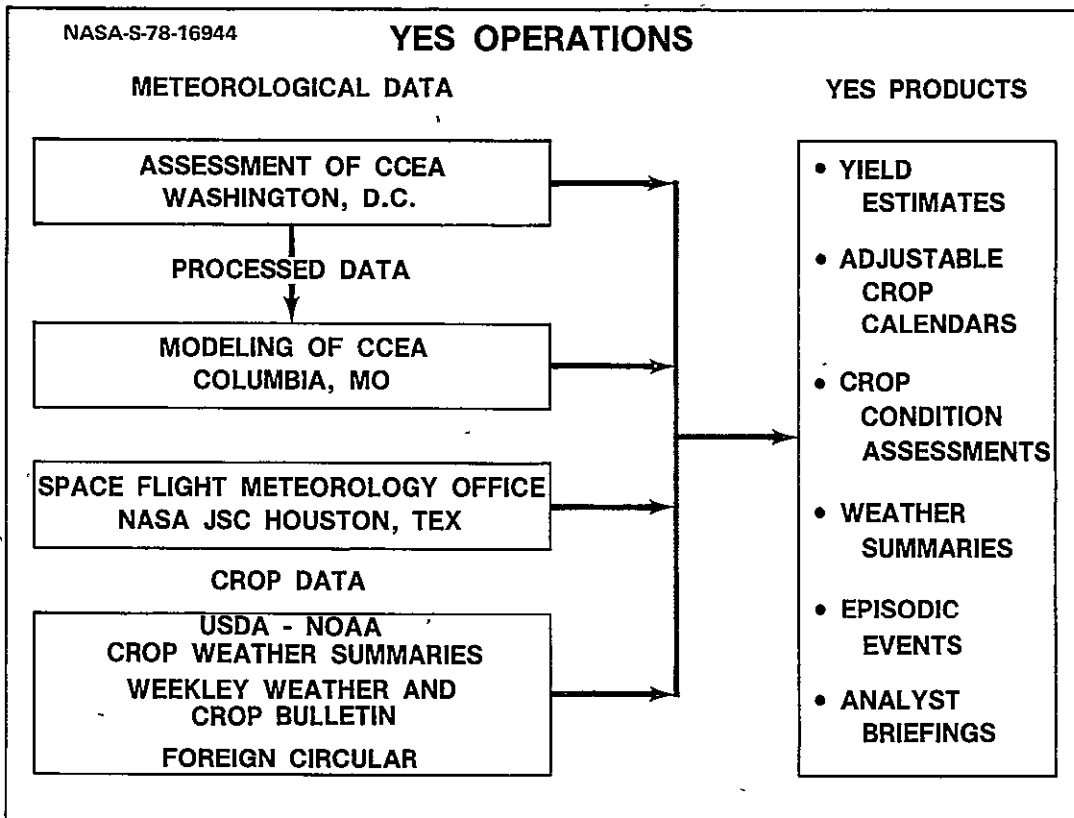 NASA-S-78-16944
YES OPERATIONS
METEOROLOGICAL DATA
ASSESSMENT OF CCEA
WASHINGTON, D.C.
PROCESSED DATA
MODELING OF CCEA
COLUMBIA, MO
SPACE FLIGHT METEOROLOGY OFFICE
NASA JSC HOUSTON, TEX
CROP DATA
USDA - NOAA
CROP WEATHER SUMMARIES
WEEKLEY WEATHER AND
CROP BULLETIN
FOREIGN CIRCULAR
YES PRODUCTS
• YIELD
ESTIMATES
• ADJUSTABLE
CROP
CALENDARS
• CROP
CONDITION
ASSESSMENTS
• WEATHER
SUMMARIES
• EPISODIC
EVENTS
• ANALYST
BRIEFINGS